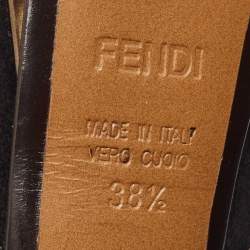 FENDI
MADE IN ITALY
VERO CUOIO
38½